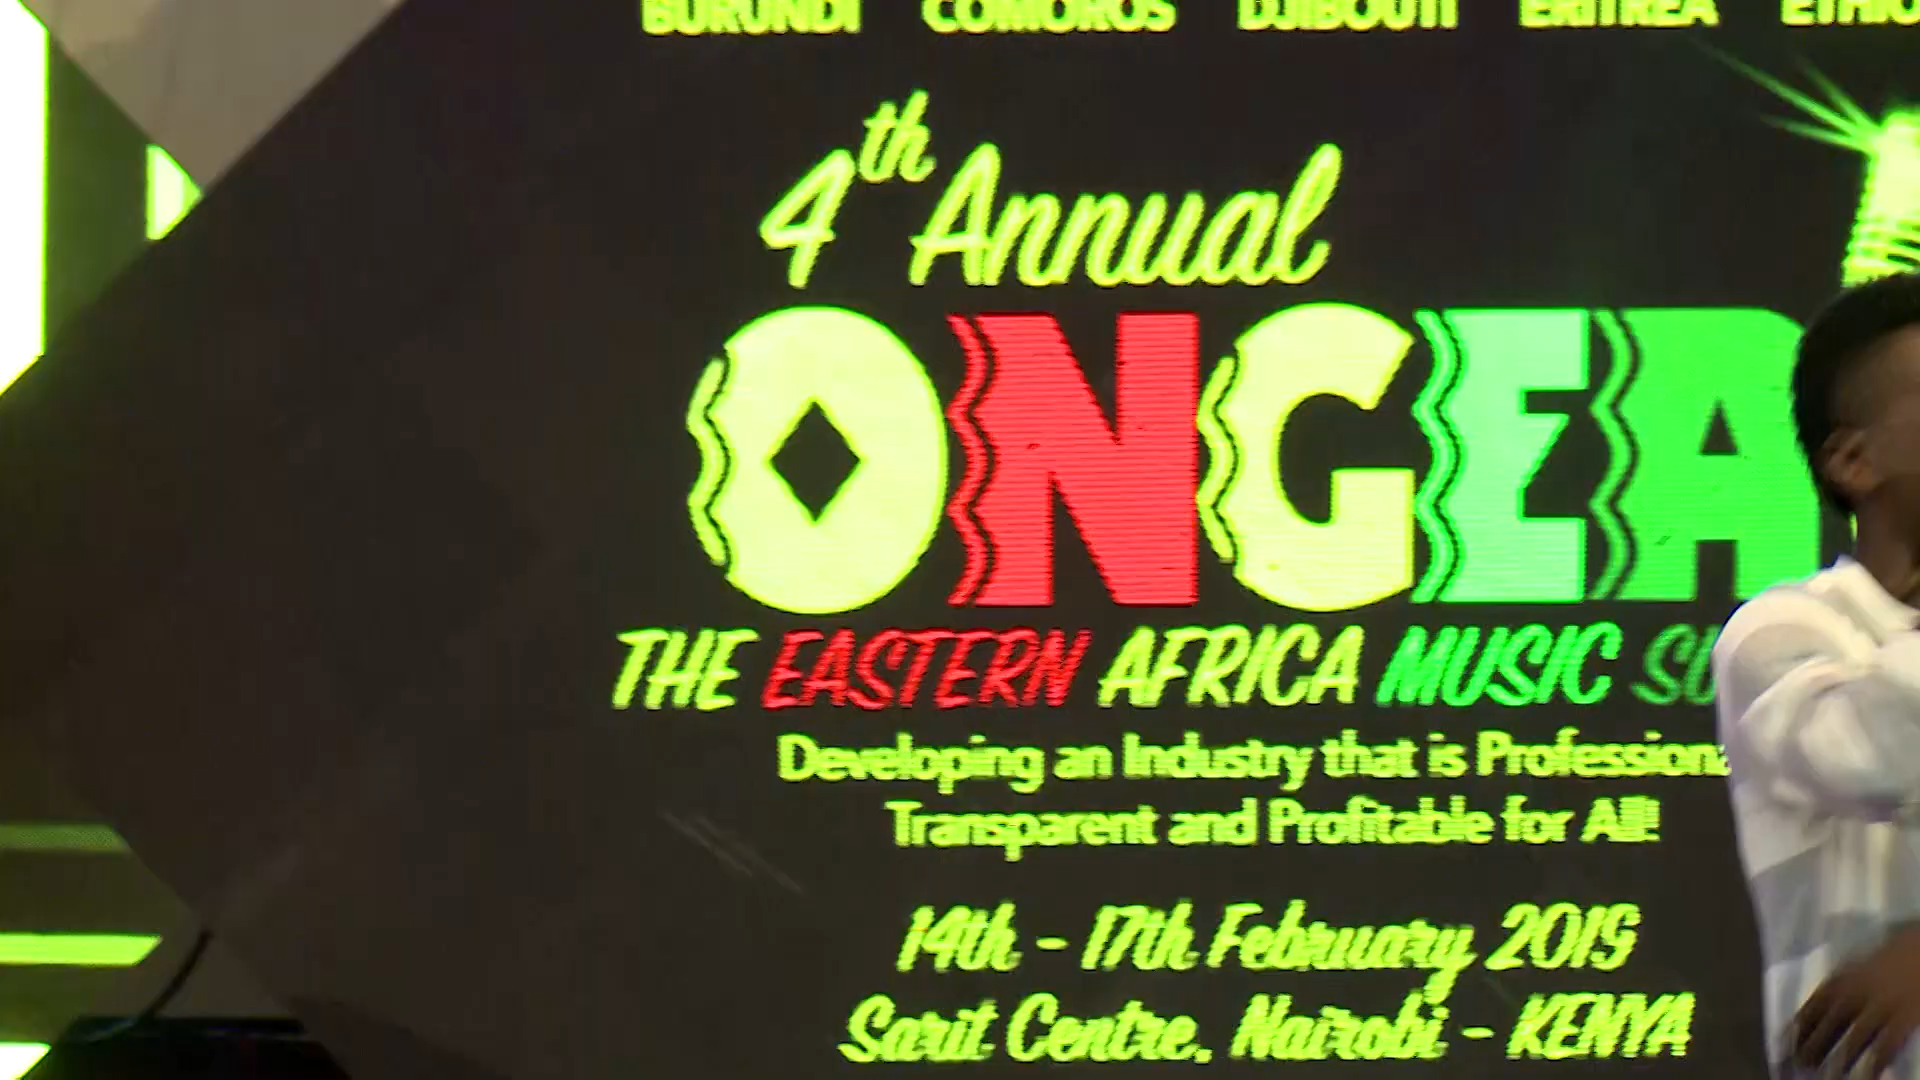 BURUNDI COMOROS DJIBOUTI ERITREA
4th Annual
ONGEA
THE EASTERN AFRICA MUSIC
Developing an Industry that is Professional
Transparent and Profitable for All!
14th - 17th February 2019
Sarit Centre, Nairobi - KENYA